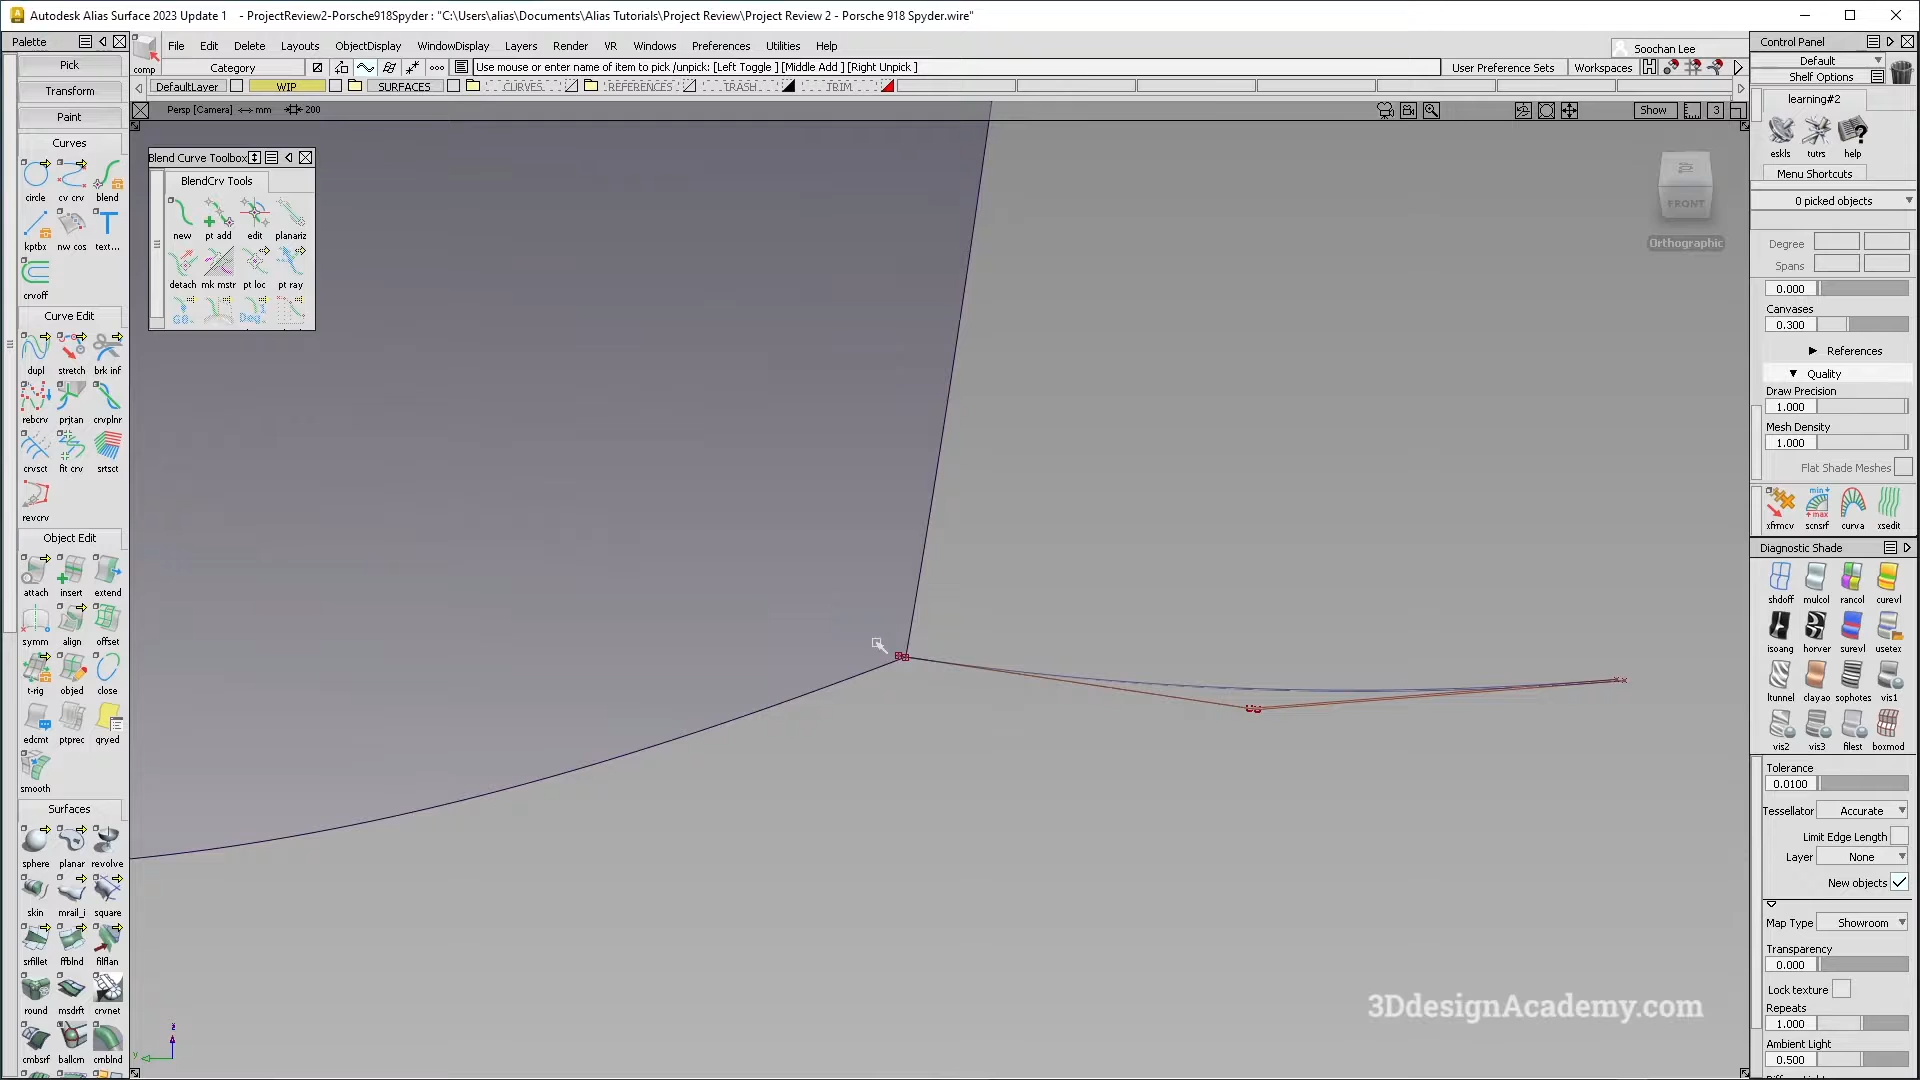 Autodesk Alias Surface 2023 Update 1 - ProjectReview2-Porsche918Spyder : "C:\Users\alias\Documents\Alias Tutorials\Project Review\Project Review 2 - Porsche 918 Spyder.wire"
Palette
File Edit Delete Layouts ObjectDisplay WindowDisplay Layers Render VR Windows Preferences Utilities Help
Soochan Lee
comp
Category
Use mouse or enter name of item to pick /unpick: [Left Toggle ] [Middle Add ] [Right Unpick ]
User Preference Sets
Workspaces
DefaultLayer WIP SURFACES CURVES REFERENCES TRASH TRIM
Persp [Camera] <-> mm 200
Show
3
Pick
Transform
Paint
Curves
circle cv crv blend
kptbx nw cos text...
crvoff
Curve Edit
dupl stretch brk inf
rebcrv prjtan crvplnr
crvsct fit crv srtsct
revcrv
Object Edit
attach insert extend
symm align offset
t-rig objed close
edcmt ptprec qryed
smooth
Surfaces
sphere planar revolve
skin mrail_i square
srfillet ffblnd filflan
round msdrft crvnet
cmbsrf ballcrn cmblnd
Blend Curve Toolbox
BlendCrv Tools
new pt add edit planariz
detach mk mstr pt loc pt ray
FRONT
Orthographic
z
y
3DdesignAcademy.com
Control Panel
Default
Shelf Options
learning#2
eskls tutrs help
Menu Shortcuts
0 picked objects
Degree
Spans
0.000
Canvases
0.300
References
Quality
Draw Precision
1.000
Mesh Density
1.000
Flat Shade Meshes
min
max
xfrmcv scnsrf curva xsedit
Diagnostic Shade
shdoff mulcol rancol curevl
isoang horver surevl usetex
ltunnel clayao sophotes vis1
vis2 vis3 filest boxmod
Tolerance
0.0100
Tessellator Accurate
Limit Edge Length
Layer None
New objects
Map Type Showroom
Transparency
0.000
Lock texture
Repeats
1.000
Ambient Light
0.500